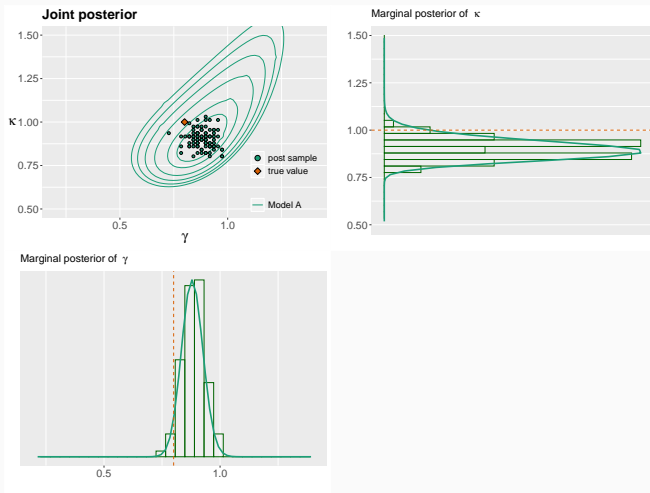 Joint posterior
1.50
1.25
κ 1.00
0.75
0.50
post sample
true value
Model A
0.5 1.0
γ
Marginal posterior of κ
1.50
1.25
1.00
0.75
0.50
Marginal posterior of γ
0.5 1.0